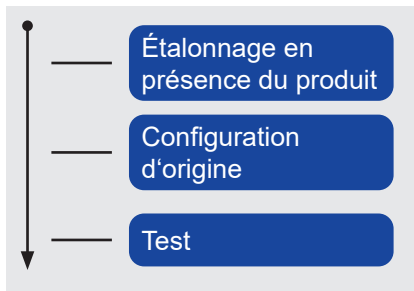 Étalonnage en
présence du produit
Configuration
d‘origine
Test